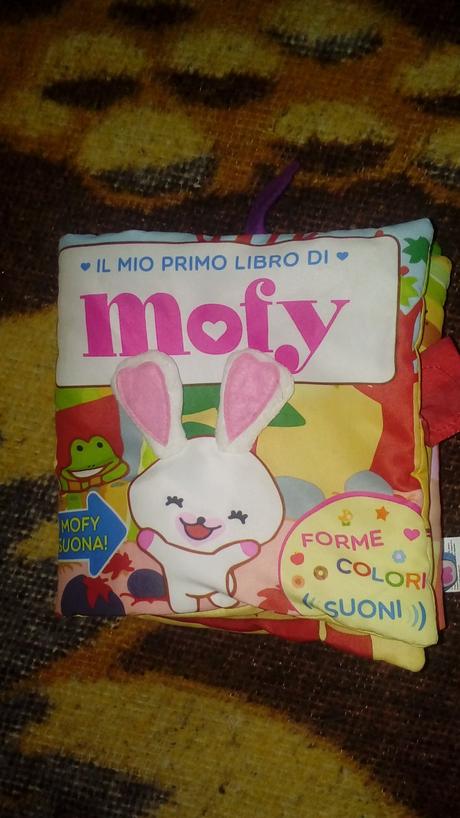 IL MIO PRIMO LIBRO DI
mofy
MOFY
SUONA!
FORME
COLORI
SUONI